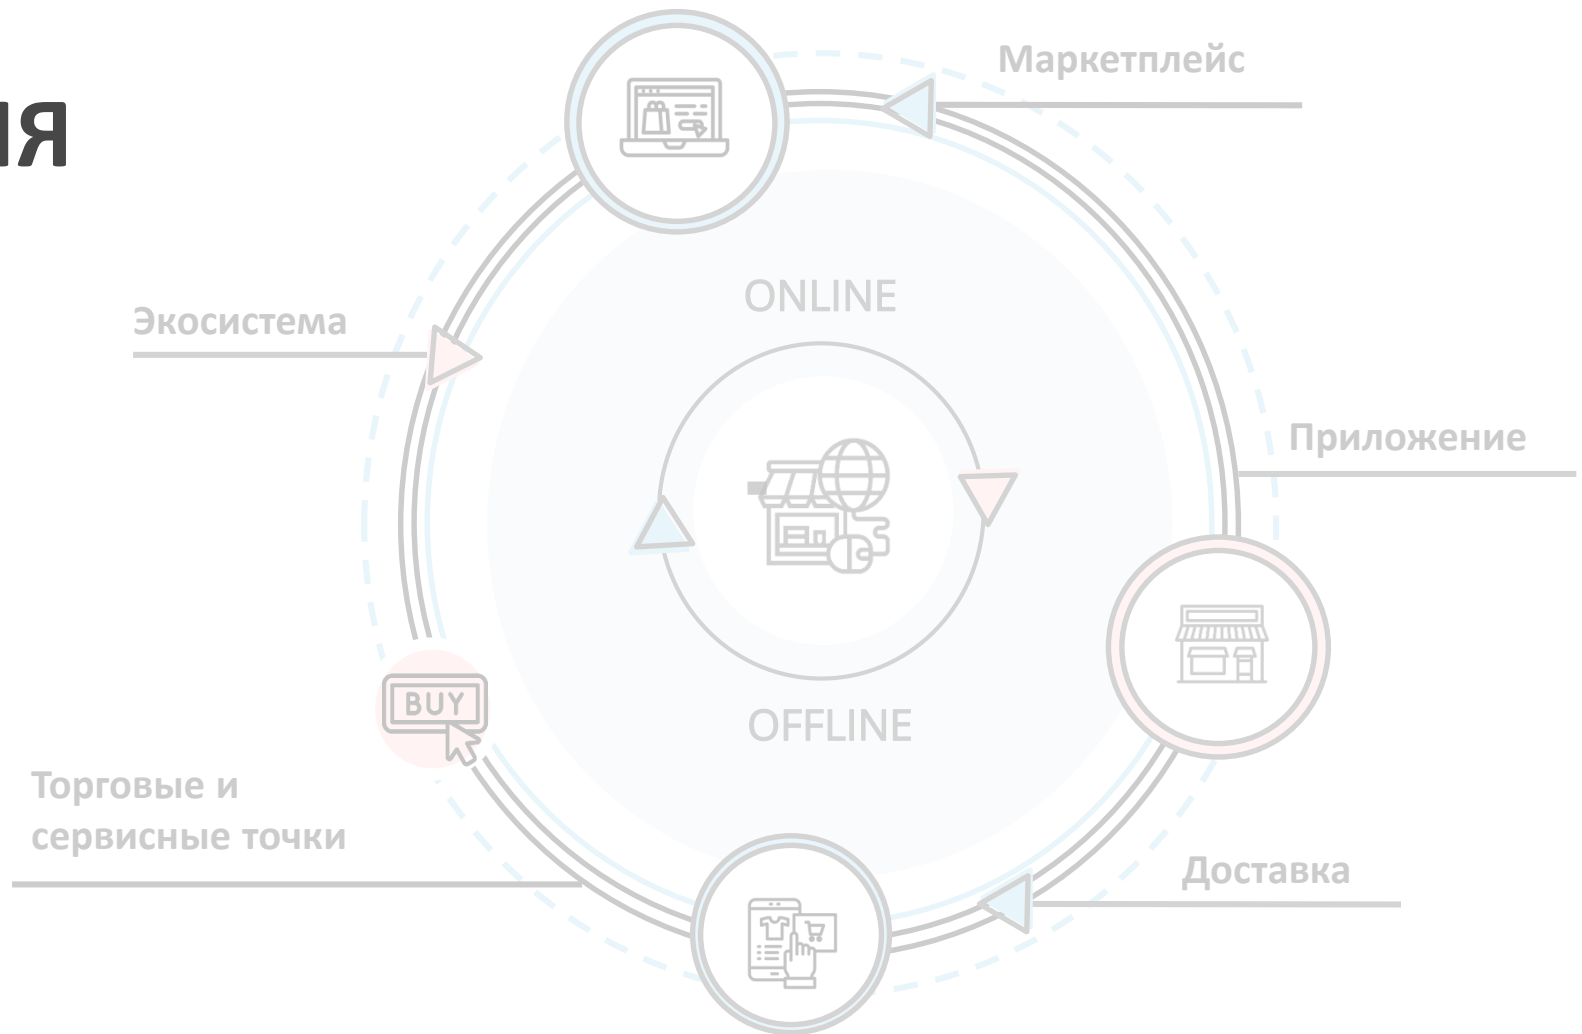 Маркетплейс
ия
ONLINE
Экосистема
Приложение
BUY
OFFLINE
Торговые и
сервисные точки
Доставка